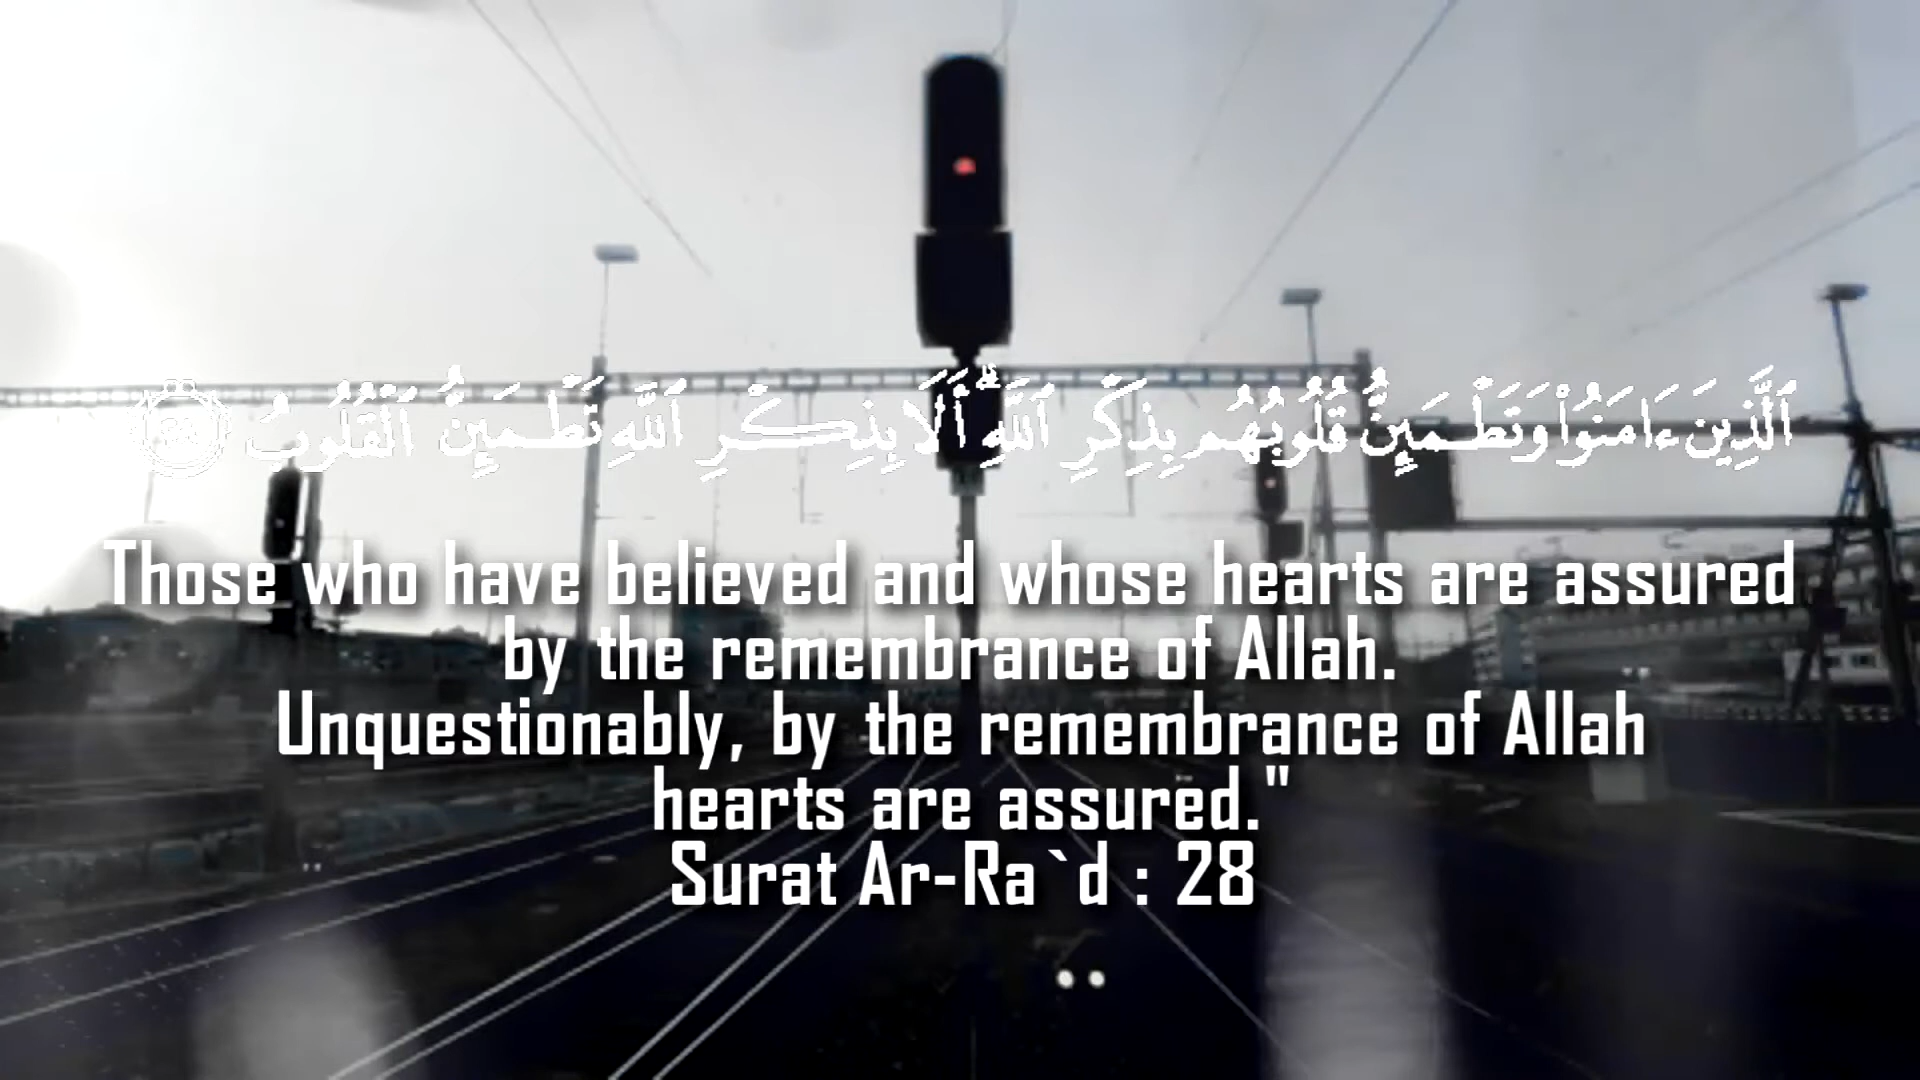 ٱلَّذِينَ ءَامَنُوا۟ وَتَطْمَئِنُّ قُلُوبُهُم بِذِكْرِ ٱللَّهِ ۗ أَلَا بِذِكْرِ ٱللَّهِ تَطْمَئِنُّ ٱلْقُلُوبُ ٢٨
Those who have believed and whose hearts are assured
by the remembrance of Allah.
Unquestionably, by the remembrance of Allah
hearts are assured."
Surat Ar-Ra`d : 28